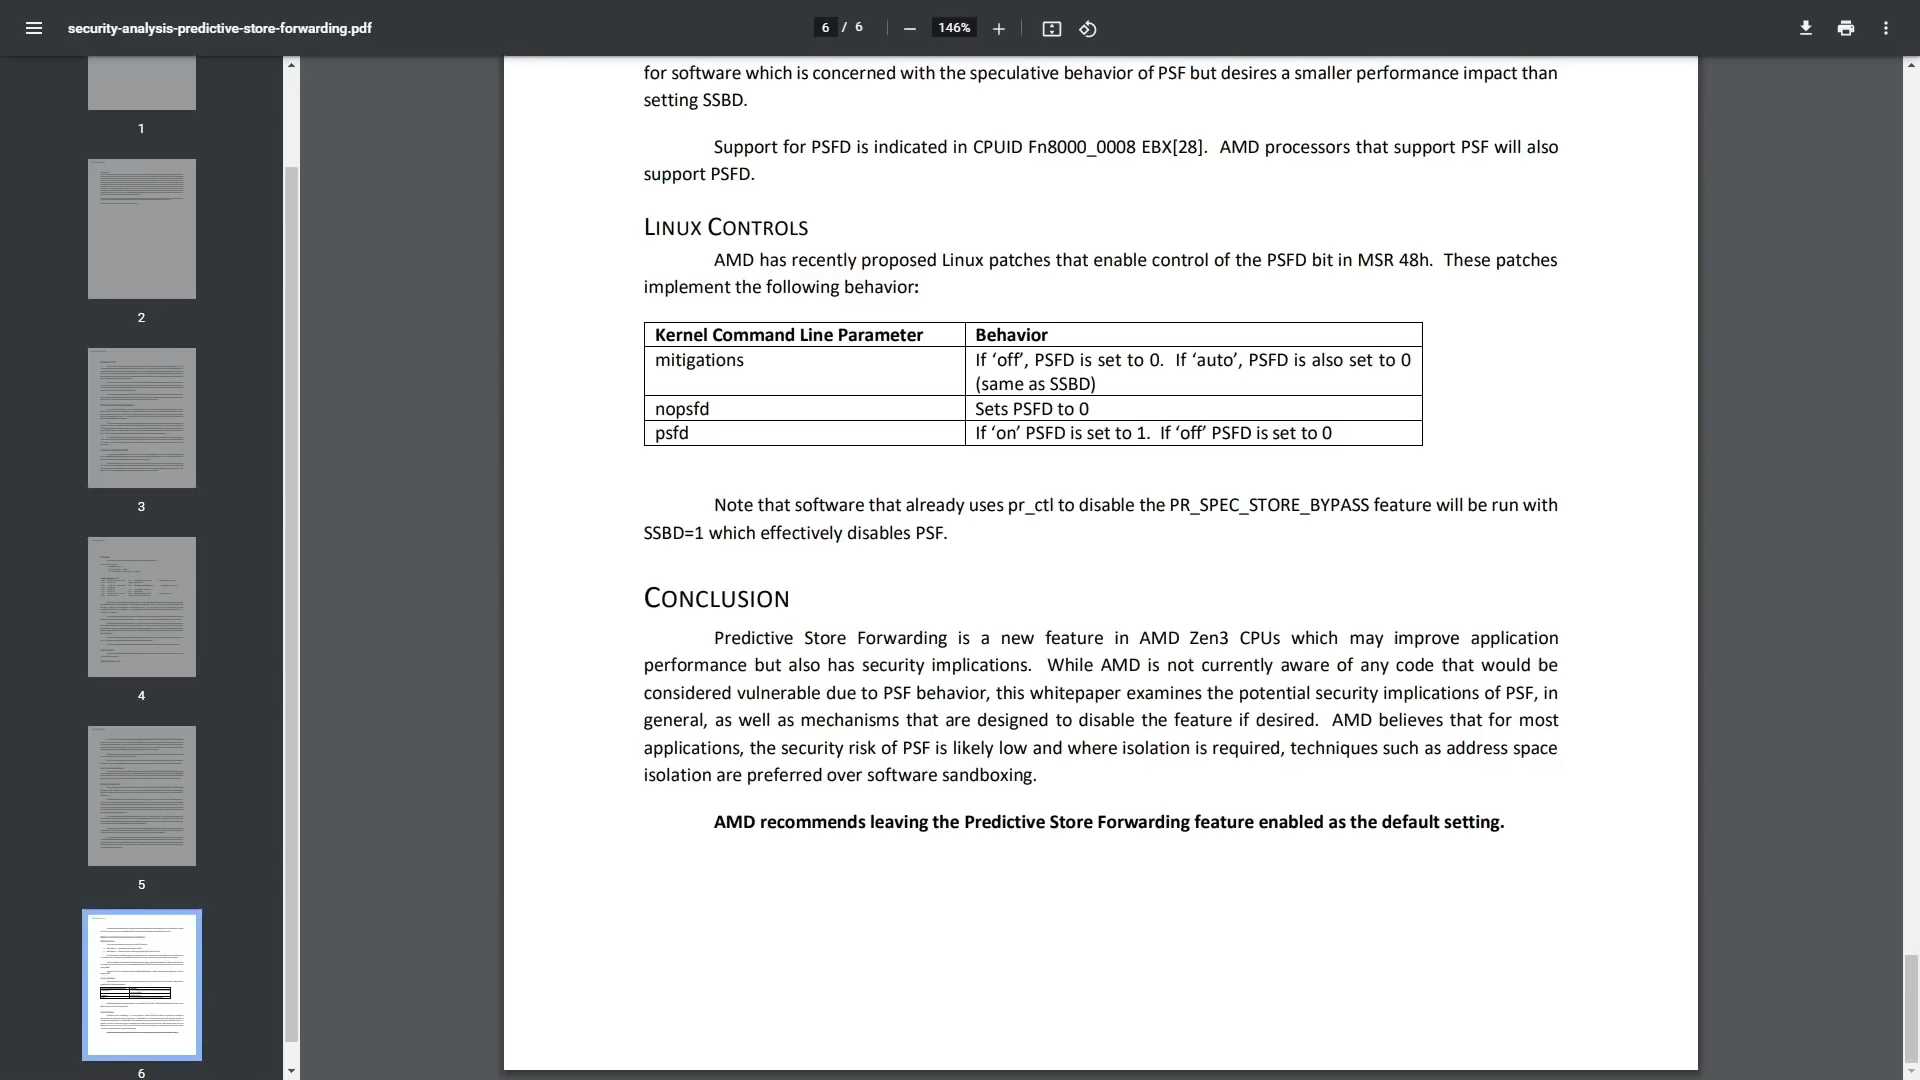 security-analysis-predictive-store-forwarding.pdf
6 / 6
146%
1
2
3
4
5
6
for software which is concerned with the speculative behavior of PSF but desires a smaller performance impact than
setting SSBD.
Support for PSFD is indicated in CPUID Fn8000_0008 EBX[28]. AMD processors that support PSF will also
support PSFD.
LINUX CONTROLS
AMD has recently proposed Linux patches that enable control of the PSFD bit in MSR 48h. These patches
implement the following behavior:
Kernel Command Line Parameter Behavior
mitigations If ‘off’, PSFD is set to 0. If ‘auto’, PSFD is also set to 0
(same as SSBD)
nopsfd Sets PSFD to 0
psfd If ‘on’ PSFD is set to 1. If ‘off’ PSFD is set to 0
Note that software that already uses pr_ctl to disable the PR_SPEC_STORE_BYPASS feature will be run with
SSBD=1 which effectively disables PSF.
CONCLUSION
Predictive Store Forwarding is a new feature in AMD Zen3 CPUs which may improve application
performance but also has security implications. While AMD is not currently aware of any code that would be
considered vulnerable due to PSF behavior, this whitepaper examines the potential security implications of PSF, in
general, as well as mechanisms that are designed to disable the feature if desired. AMD believes that for most
applications, the security risk of PSF is likely low and where isolation is required, techniques such as address space
isolation are preferred over software sandboxing.
AMD recommends leaving the Predictive Store Forwarding feature enabled as the default setting.